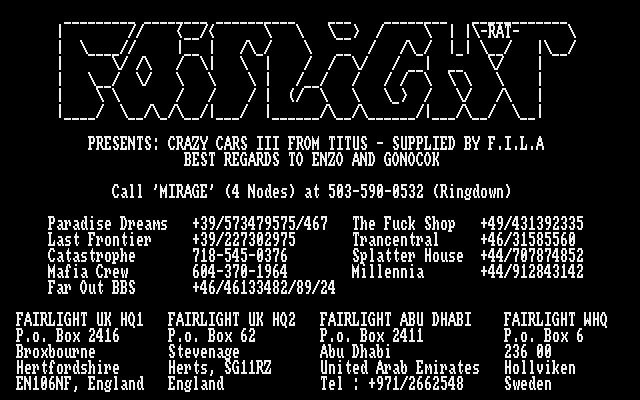 FAiRLiGHT
-RAT-
PRESENTS: CRAZY CARS III FROM TITUS - SUPPLIED BY F.I.L.A
BEST REGARDS TO ENZO AND GONOCOK
Call 'MIRAGE' (4 Nodes) at 503-590-0532 (Ringdown)
Paradise Dreams +39/573479575/467 The Fuck Shop +49/431392335
Last Frontier +39/227302975 Trancentral +46/31585560
Catastrophe 718-545-0376 Splatter House +44/707874852
Mafia Crew 604-370-1964 Millennia +44/912843142
Far Out BBS +46/46133482/89/24
FAIRLIGHT UK HQ1 FAIRLIGHT UK HQ2 FAIRLIGHT ABU DHABI FAIRLIGHT WHQ
P.o. Box 2416 P.o. Box 62 P.o. Box 2411 P.o. Box 6
Broxbourne Stevenage Abu Dhabi 236 00
Hertfordshire Herts, SG11RZ United Arab Emirates Hollviken
EN106NF, England England Tel : +971/2662548 Sweden